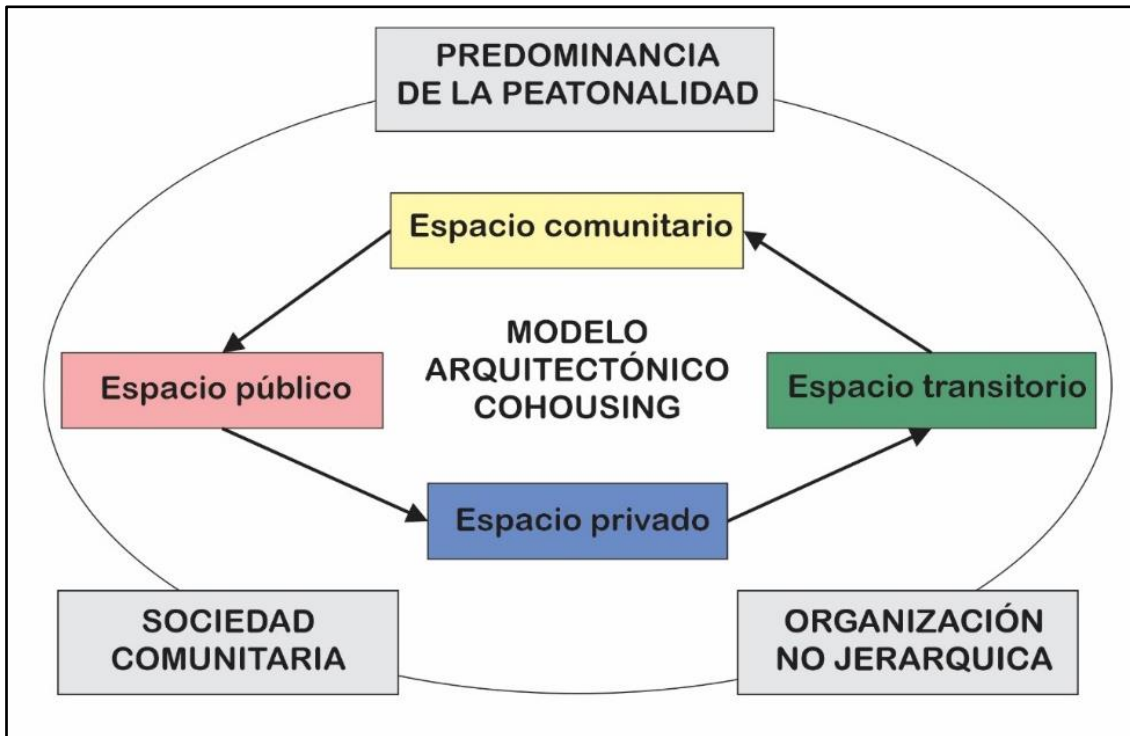 PREDOMINANCIA
DE LA PEATONALIDAD
Espacio comunitario
MODELO
ARQUITECTÓNICO
COHOUSING
Espacio público
Espacio transitorio
Espacio privado
SOCIEDAD
COMUNITARIA
ORGANIZACIÓN
NO JERARQUICA